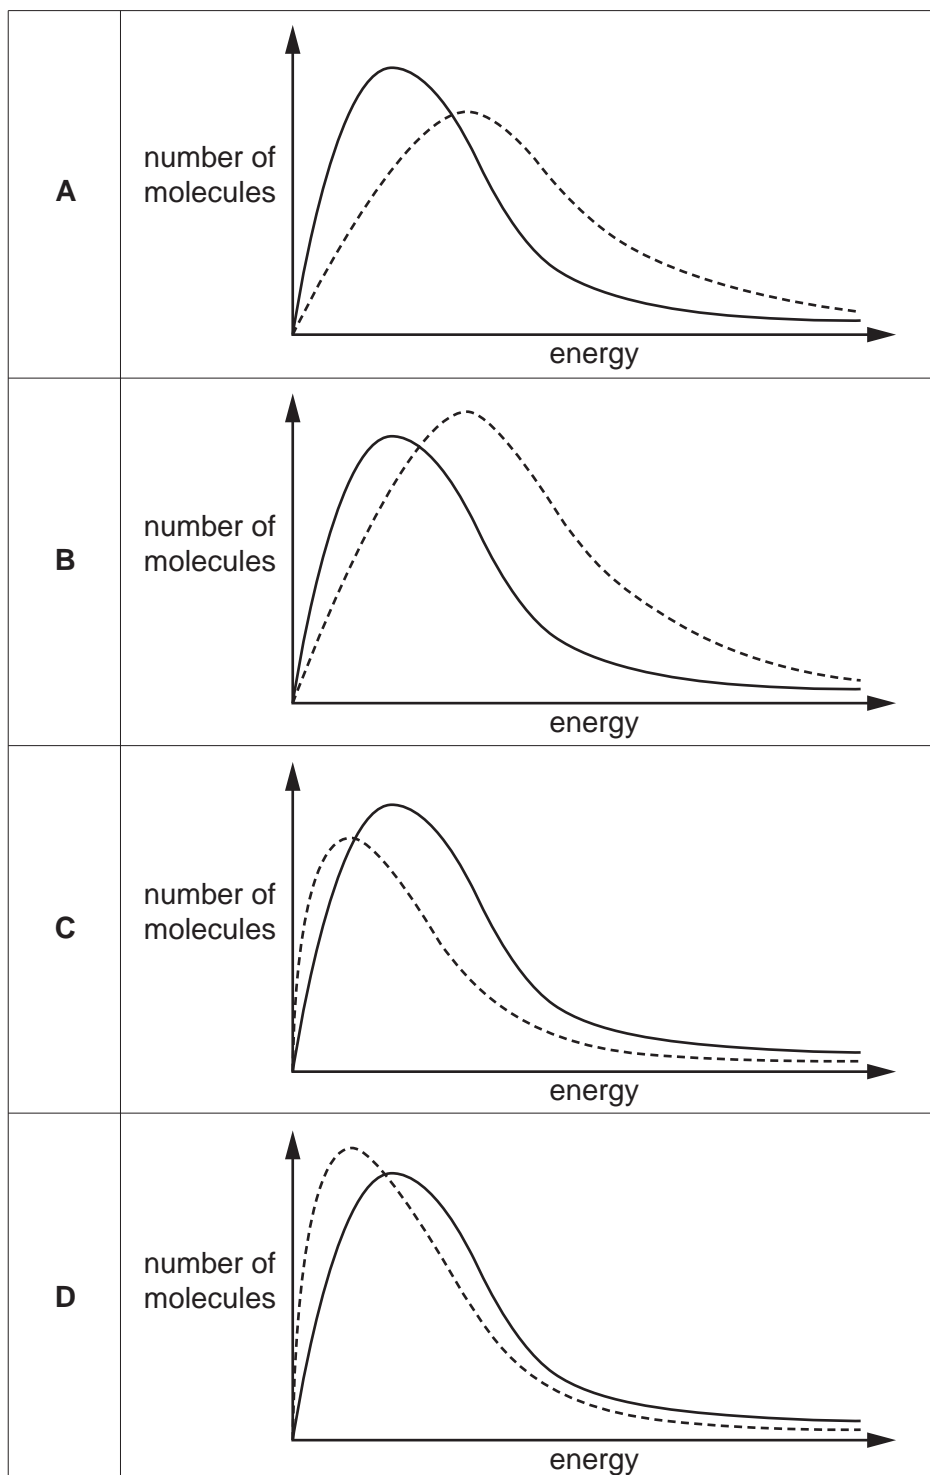 A
number of
molecules
energy
B
number of
molecules
energy
C
number of
molecules
energy
D
number of
molecules
energy